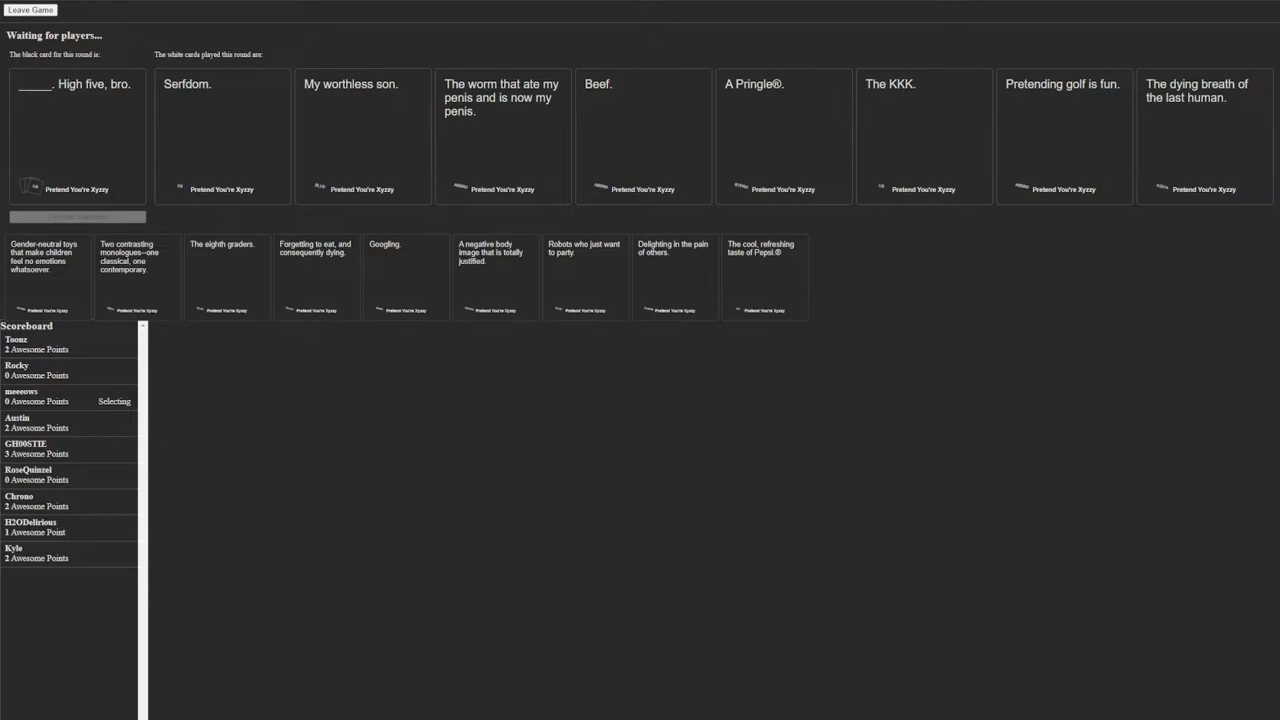 Leave Game
Waiting for players...
The black card for this round is:
The white cards played this round are:
_____. High five, bro.
US
Pretend You're Xyzzy
Serfdom.
US
Pretend You're Xyzzy
My worthless son.
BLUE
Pretend You're Xyzzy
The worm that ate my
penis and is now my
penis.
Pretend You're Xyzzy
Beef.
Pretend You're Xyzzy
A Pringle®.
Pretend You're Xyzzy
The KKK.
US
Pretend You're Xyzzy
Pretending golf is fun.
Pretend You're Xyzzy
The dying breath of
the last human.
Pretend You're Xyzzy
Confirm Selection
Gender-neutral toys
that make children
feel no emotions
whatsoever.
Pretend You're Xyzzy
Two contrasting
monologues--one
classical, one
contemporary.
Pretend You're Xyzzy
The eighth graders.
Pretend You're Xyzzy
Forgetting to eat, and
consequently dying.
Pretend You're Xyzzy
Googling.
Pretend You're Xyzzy
A negative body
image that is totally
justified.
Pretend You're Xyzzy
Robots who just want
to party.
Pretend You're Xyzzy
Delighting in the pain
of others.
Pretend You're Xyzzy
The cool, refreshing
taste of Pepsi.®
Pretend You're Xyzzy
Scoreboard
Toonz
2 Awesome Points
Rocky
0 Awesome Points
meeeows
0 Awesome Points Selecting
Austin
2 Awesome Points
GH00STIE
3 Awesome Points
RoseQuinzel
0 Awesome Points
Chrono
2 Awesome Points
H2ODelirious
1 Awesome Point
Kyle
2 Awesome Points